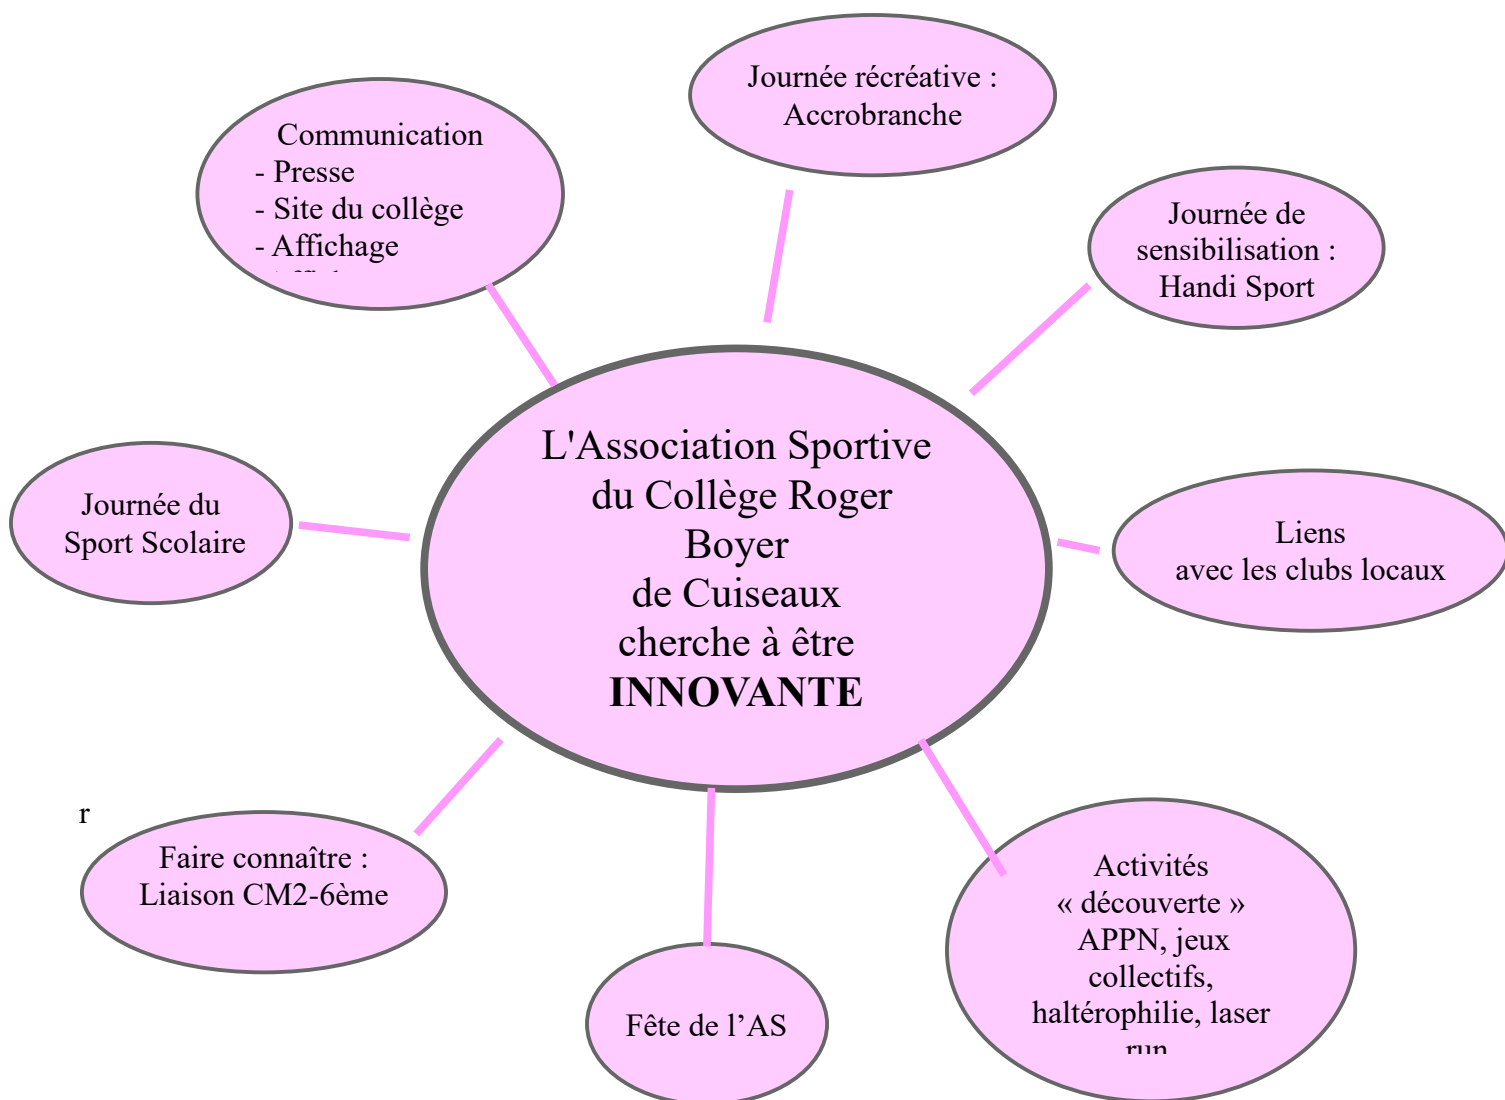 Journée récréative :
Accrobranche
Communication
- Presse
- Site du collège
- Affichage
Journée de
sensibilisation :
Handi Sport
L'Association Sportive
du Collège Roger
Boyer
de Cuiseaux
cherche à être
INNOVANTE
Journée du
Sport Scolaire
Liens
avec les clubs locaux
r
Faire connaître :
Liaison CM2-6ème
Activités
« découverte »
APPN, jeux
collectifs,
haltérophilie, laser
run
Fête de l’AS